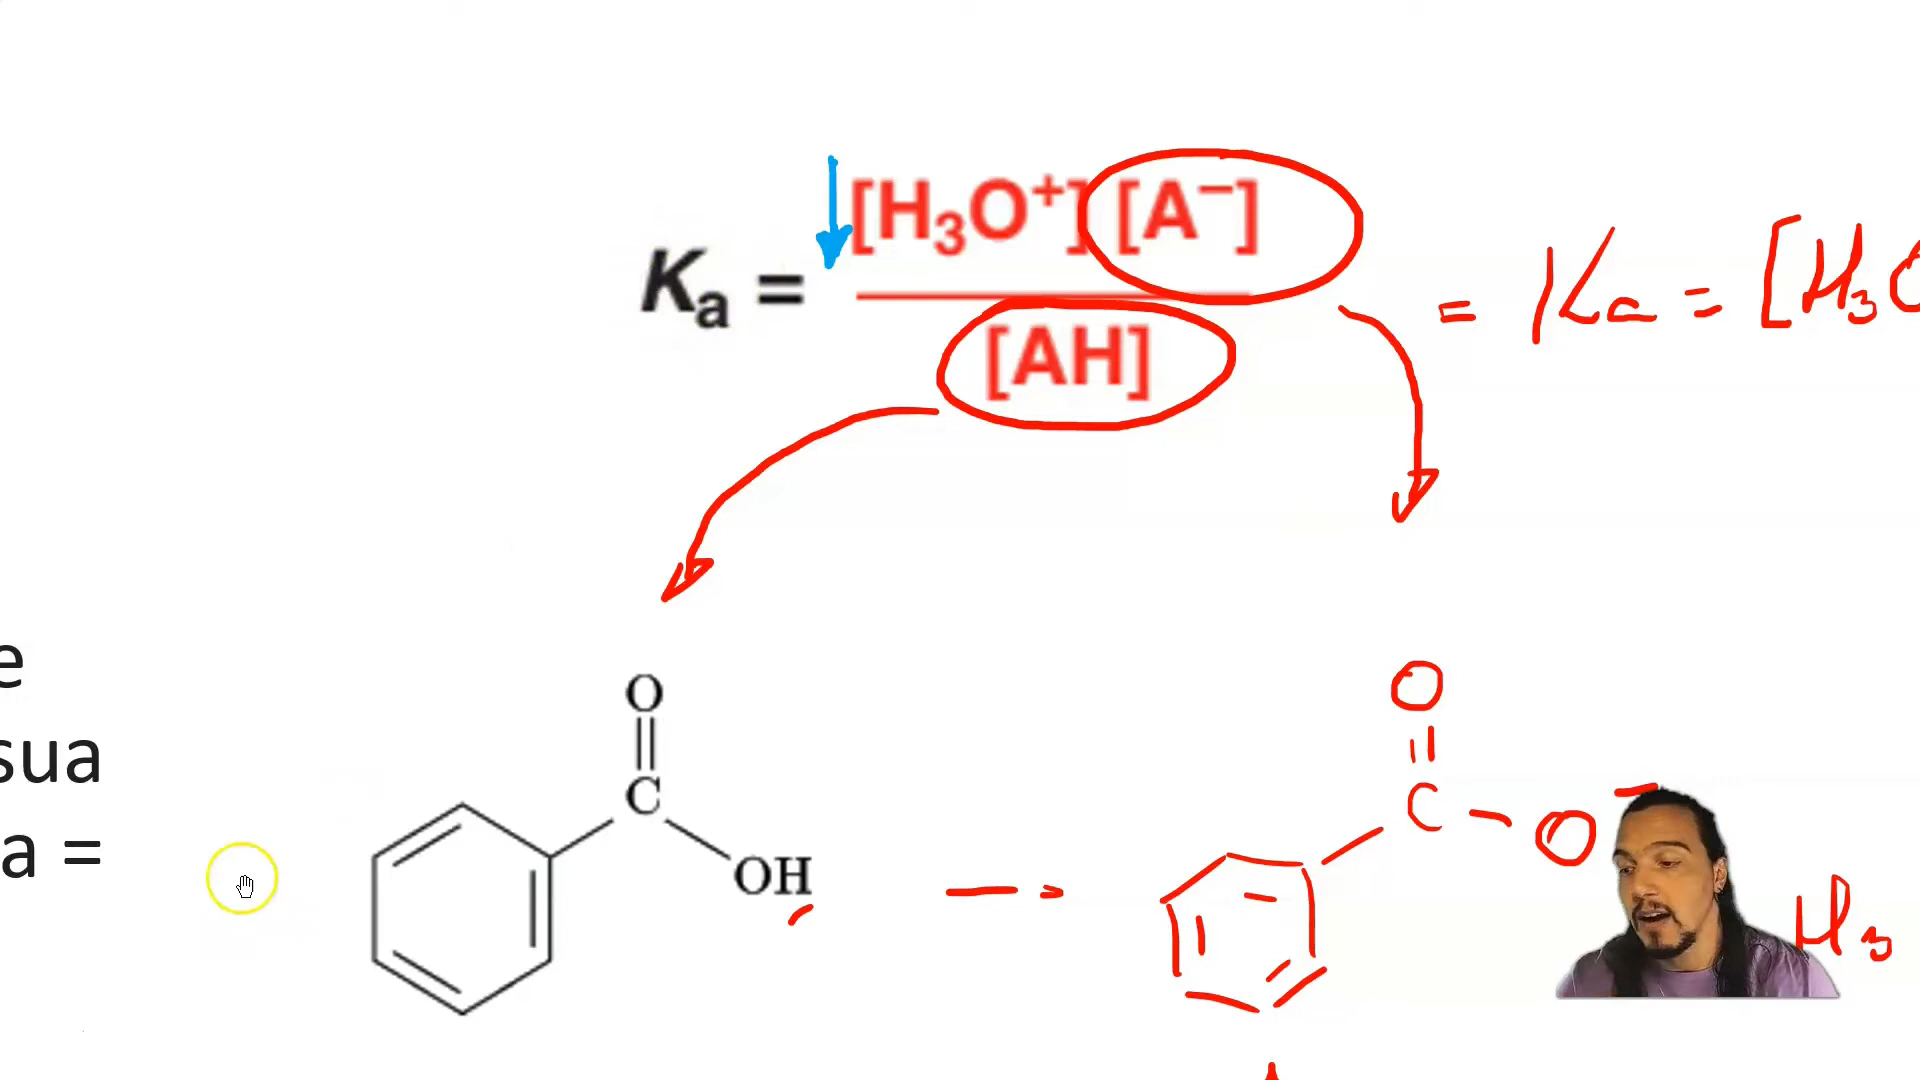 [H₃O⁺] [A⁻]
Kₐ =
[AH]
= Ka = [H₃O
e
sua
a =
O
C
OH
O
C
O⁻
H₃